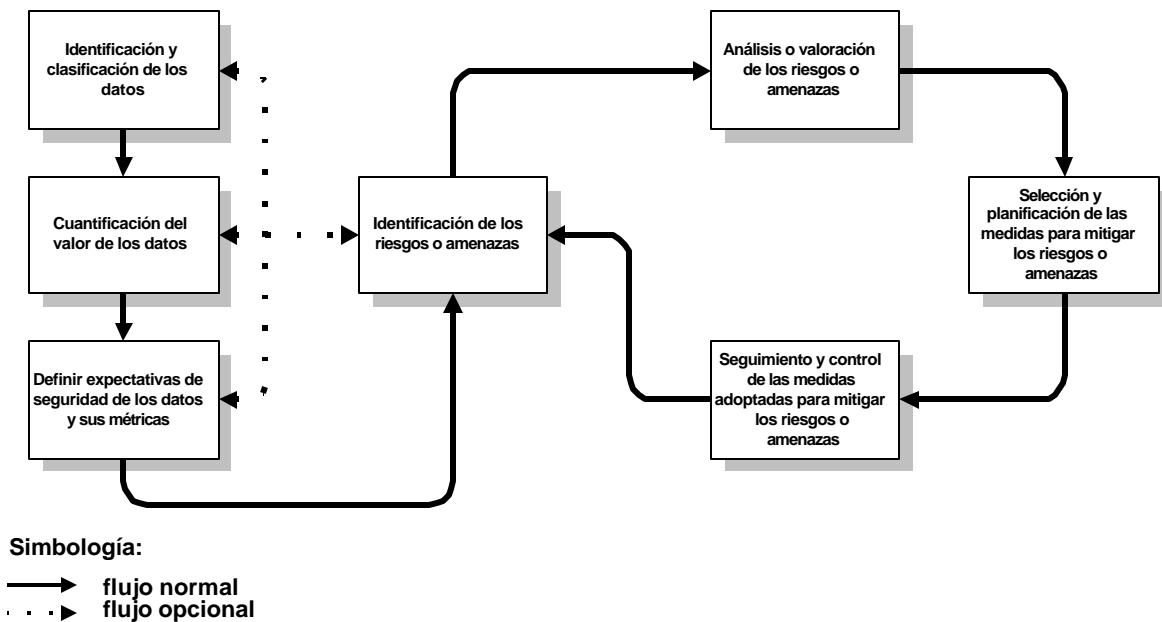 Identificación y
clasificación de los
datos
Cuantificación del
valor de los datos
Definir expectativas de
seguridad de los datos
y sus métricas
Identificación de los
riesgos o amenazas
Análisis o valoración
de los riesgos o
amenazas
Selección y
planificación de las
medidas para mitigar
los riesgos o
amenazas
Seguimiento y control
de las medidas
adoptadas para mitigar
los riesgos o
amenazas
Simbología:
flujo normal
flujo opcional